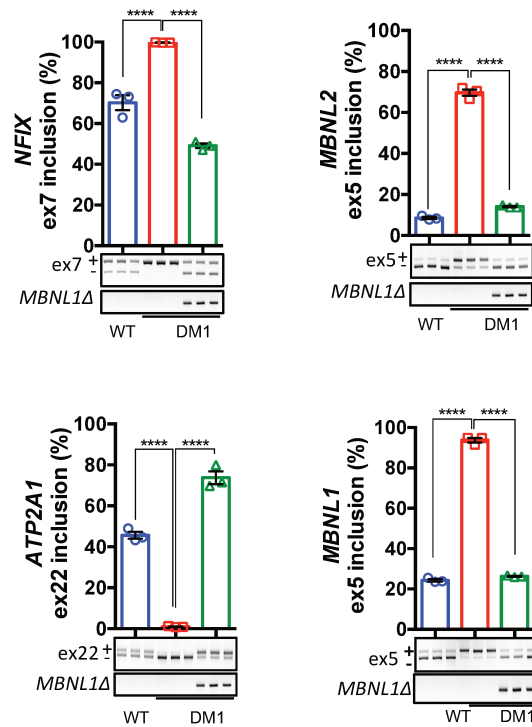 ****
****
100
80
60
40
20
0
NFIX
ex7 inclusion (%)
ex7 +
-
MBNL1Δ
WT
DM1
****
****
100
80
60
40
20
0
MBNL2
ex5 inclusion (%)
ex5 +
-
MBNL1Δ
WT
DM1
****
****
100
80
60
40
20
0
ATP2A1
ex22 inclusion (%)
ex22 +
-
MBNL1Δ
WT
DM1
****
****
100
80
60
40
20
0
MBNL1
ex5 inclusion (%)
ex5 +
-
MBNL1Δ
WT
DM1